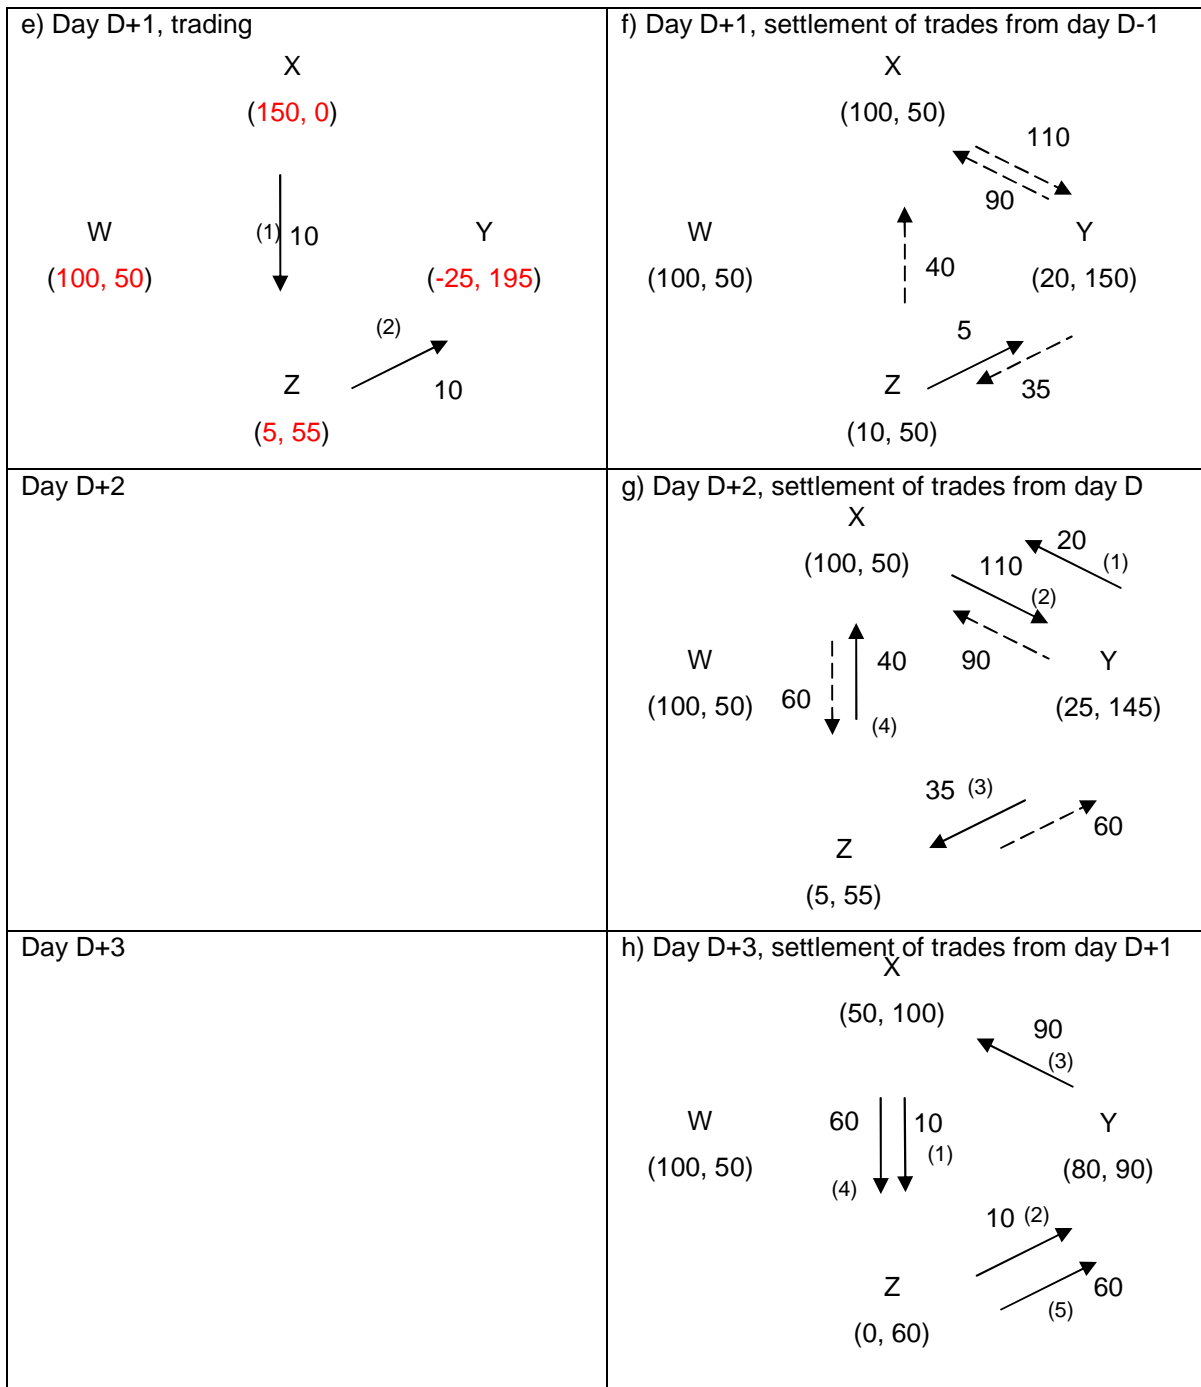 e) Day D+1, trading
X
(150, 0)
(1) 10
W
Y
(100, 50)
(-25, 195)
(2)
10
Z
(5, 55)
f) Day D+1, settlement of trades from day D-1
X
(100, 50)
110
90
W
Y
(100, 50)
40
(20, 150)
5
Z
35
(10, 50)
Day D+2
g) Day D+2, settlement of trades from day D
X
20
(1)
(100, 50)
110
(2)
W
40
90
Y
(100, 50)
60
(25, 145)
(4)
35 (3)
60
Z
(5, 55)
Day D+3
h) Day D+3, settlement of trades from day D+1
X
(50, 100)
90
(3)
W
60
10
Y
(100, 50)
(1)
(80, 90)
(4)
10 (2)
Z
60
(5)
(0, 60)